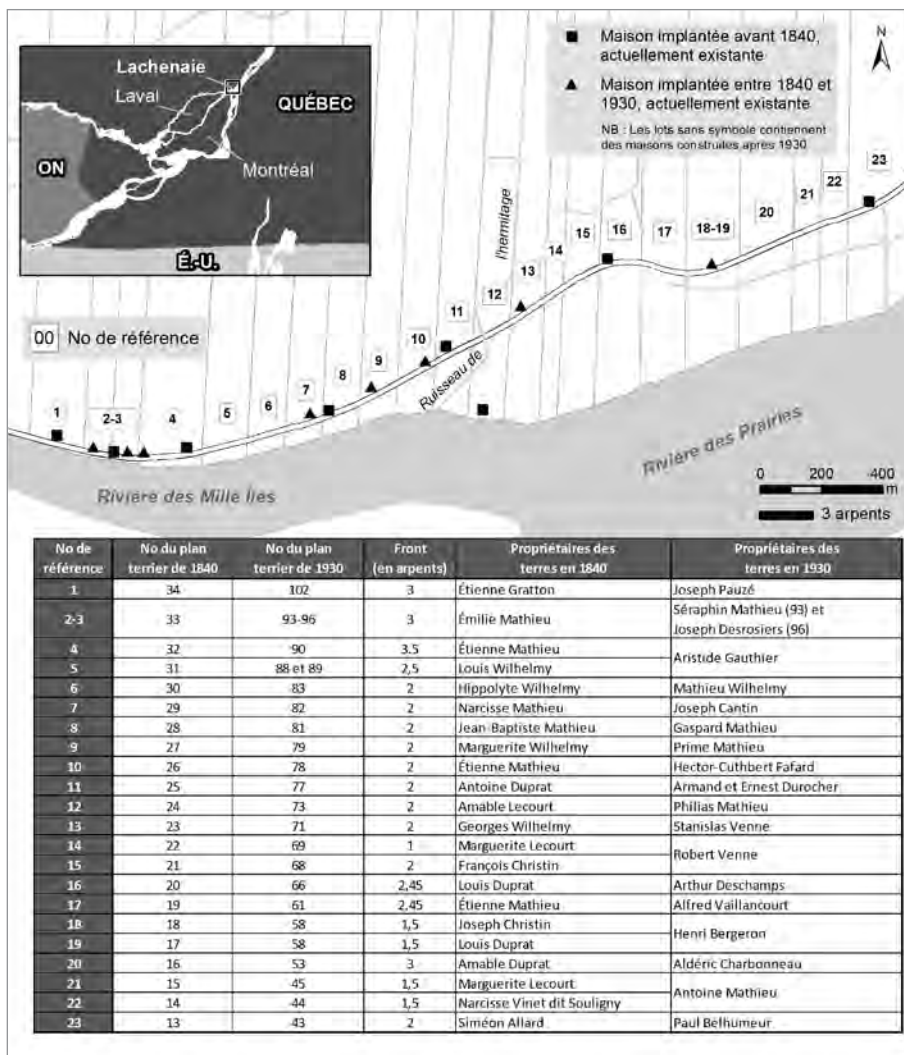 Lachenaie
Laval
QUÉBEC
ON
Montréal
É.-U.
■ Maison implantée avant 1840,
actuellement existante
▲ Maison implantée entre 1840 et
1930, actuellement existante
NB : Les lots sans symbole contiennent
des maisons construites après 1930
N
00 No de référence
1
2-3
4
5
6
7
8
9
10
11
12
13
14
15
16
17
18-19
20
21
22
23
Ruisseau de
l'hermitage
Rivière des Mille Îles
Rivière des Prairies
0 200 400
m
3 arpents
No de référence | No du plan terrier de 1840 | No du plan terrier de 1930 | Front (en arpents) | Propriétaires des terres en 1840 | Propriétaires des terres en 1930
1 | 34 | 102 | 3 | Étienne Gratton | Joseph Pauzé
2-3 | 33 | 93-96 | 3 | Émilie Mathieu | Séraphin Mathieu (93) et Joseph Desrosiers (96)
4 | 32 | 90 | 3.5 | Étienne Mathieu | Aristide Gauthier
5 | 31 | 88 et 89 | 2,5 | Louis Wilhelmy
6 | 30 | 83 | 2 | Hippolyte Wilhelmy | Mathieu Wilhelmy
7 | 29 | 82 | 2 | Narcisse Mathieu | Joseph Cantin
8 | 28 | 81 | 2 | Jean-Baptiste Mathieu | Gaspard Mathieu
9 | 27 | 79 | 2 | Marguerite Wilhelmy | Prime Mathieu
10 | 26 | 78 | 2 | Étienne Mathieu | Hector-Cuthbert Fafard
11 | 25 | 77 | 2 | Antoine Duprat | Armand et Ernest Durocher
12 | 24 | 73 | 2 | Amable Lecourt | Philias Mathieu
13 | 23 | 71 | 2 | Georges Wilhelmy | Stanislas Venne
14 | 22 | 69 | 1 | Marguerite Lecourt | Robert Venne
15 | 21 | 68 | 2 | François Christin
16 | 20 | 66 | 2,45 | Louis Duprat | Arthur Deschamps
17 | 19 | 61 | 2,45 | Étienne Mathieu | Alfred Vaillancourt
18 | 18 | 58 | 1,5 | Joseph Christin | Henri Bergeron
19 | 17 | 58 | 1,5 | Louis Duprat
20 | 16 | 53 | 3 | Amable Duprat | Aldéric Charbonneau
21 | 15 | 45 | 1,5 | Marguerite Lecourt | Antoine Mathieu
22 | 14 | 44 | 1,5 | Narcisse Vinet dit Souligny
23 | 13 | 43 | 2 | Siméon Allard | Paul Belhumeur